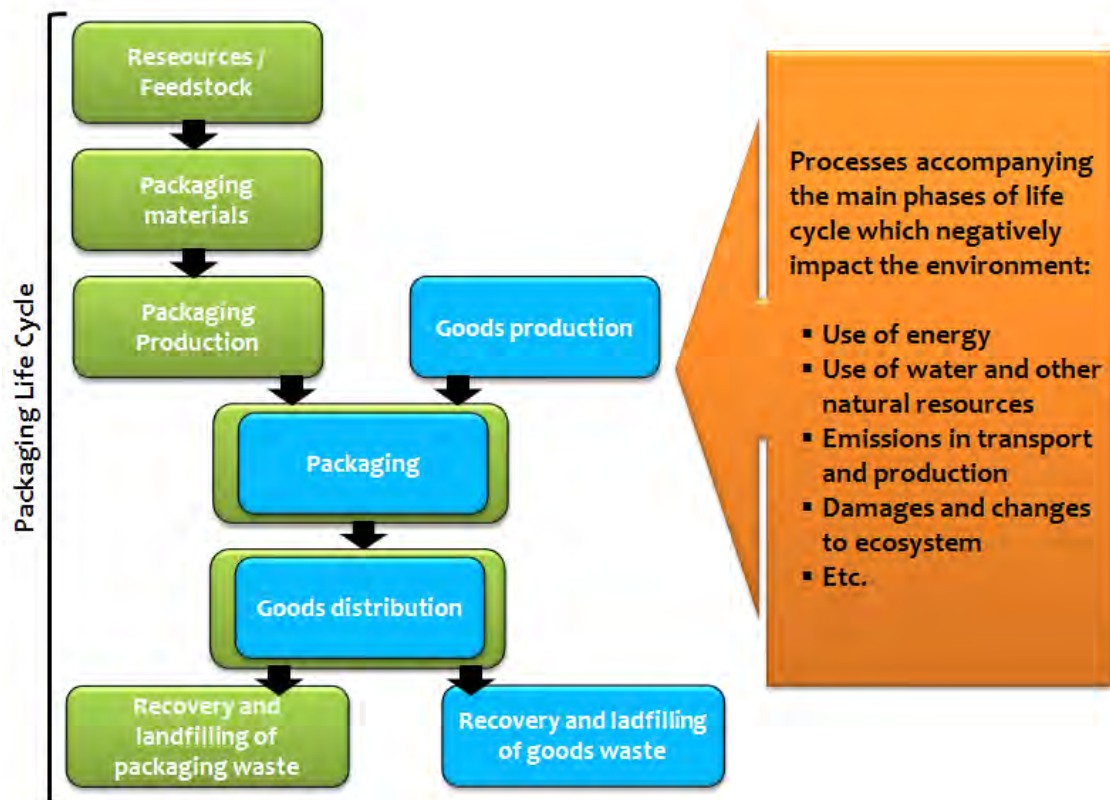 Packaging Life Cycle
Reseources /
Feedstock
Packaging
materials
Packaging
Production
Goods production
Packaging
Goods distribution
Recovery and
landfilling of
packaging waste
Recovery and ladfilling
of goods waste
Processes accompanying
the main phases of life
cycle which negatively
impact the environment:
▪ Use of energy
▪ Use of water and other
natural resources
▪ Emissions in transport
and production
▪ Damages and changes
to ecosystem
▪ Etc.